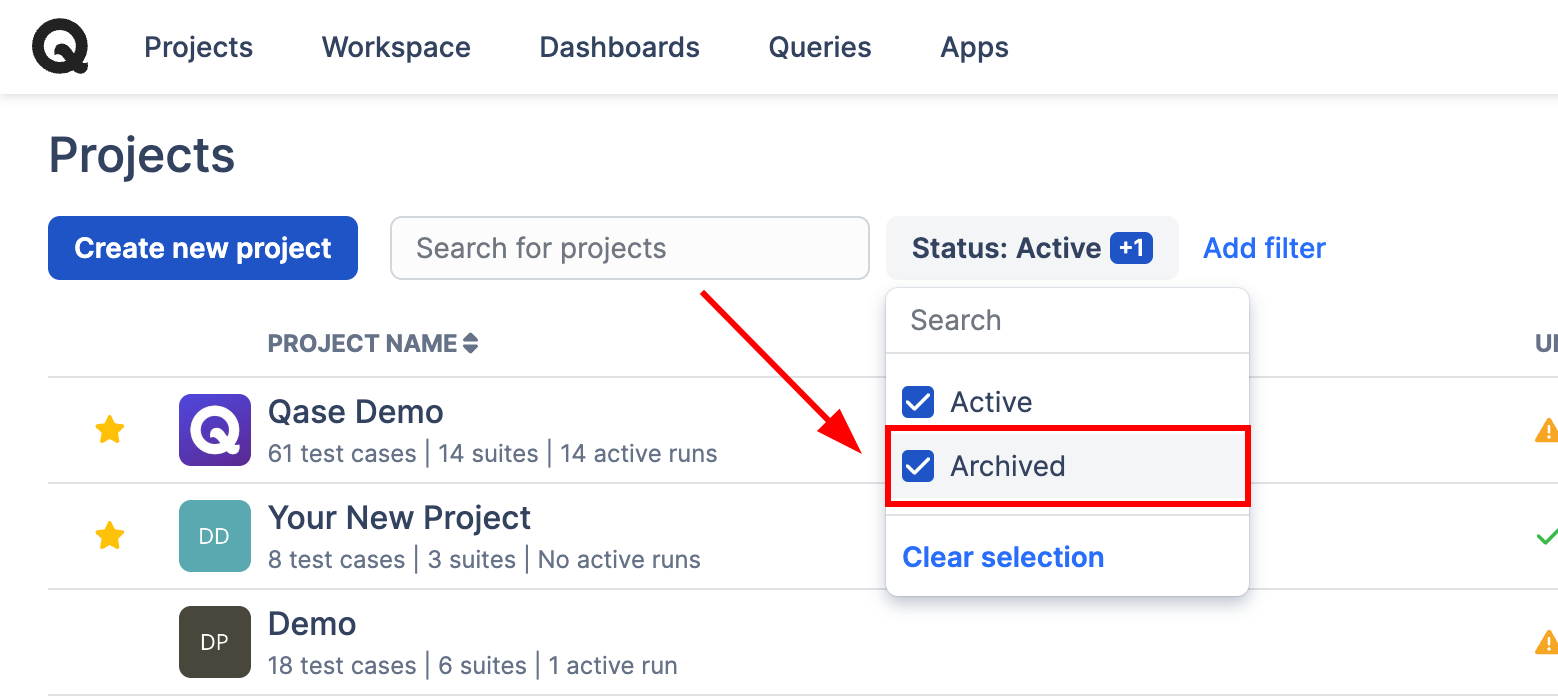 Projects Workspace Dashboards Queries Apps
Projects
Create new project
Search for projects
Status: Active +1
Add filter
Search
PROJECT NAME
Active
Archived
Clear selection
Qase Demo
61 test cases | 14 suites | 14 active runs
DD
Your New Project
8 test cases | 3 suites | No active runs
DP
Demo
18 test cases | 6 suites | 1 active run